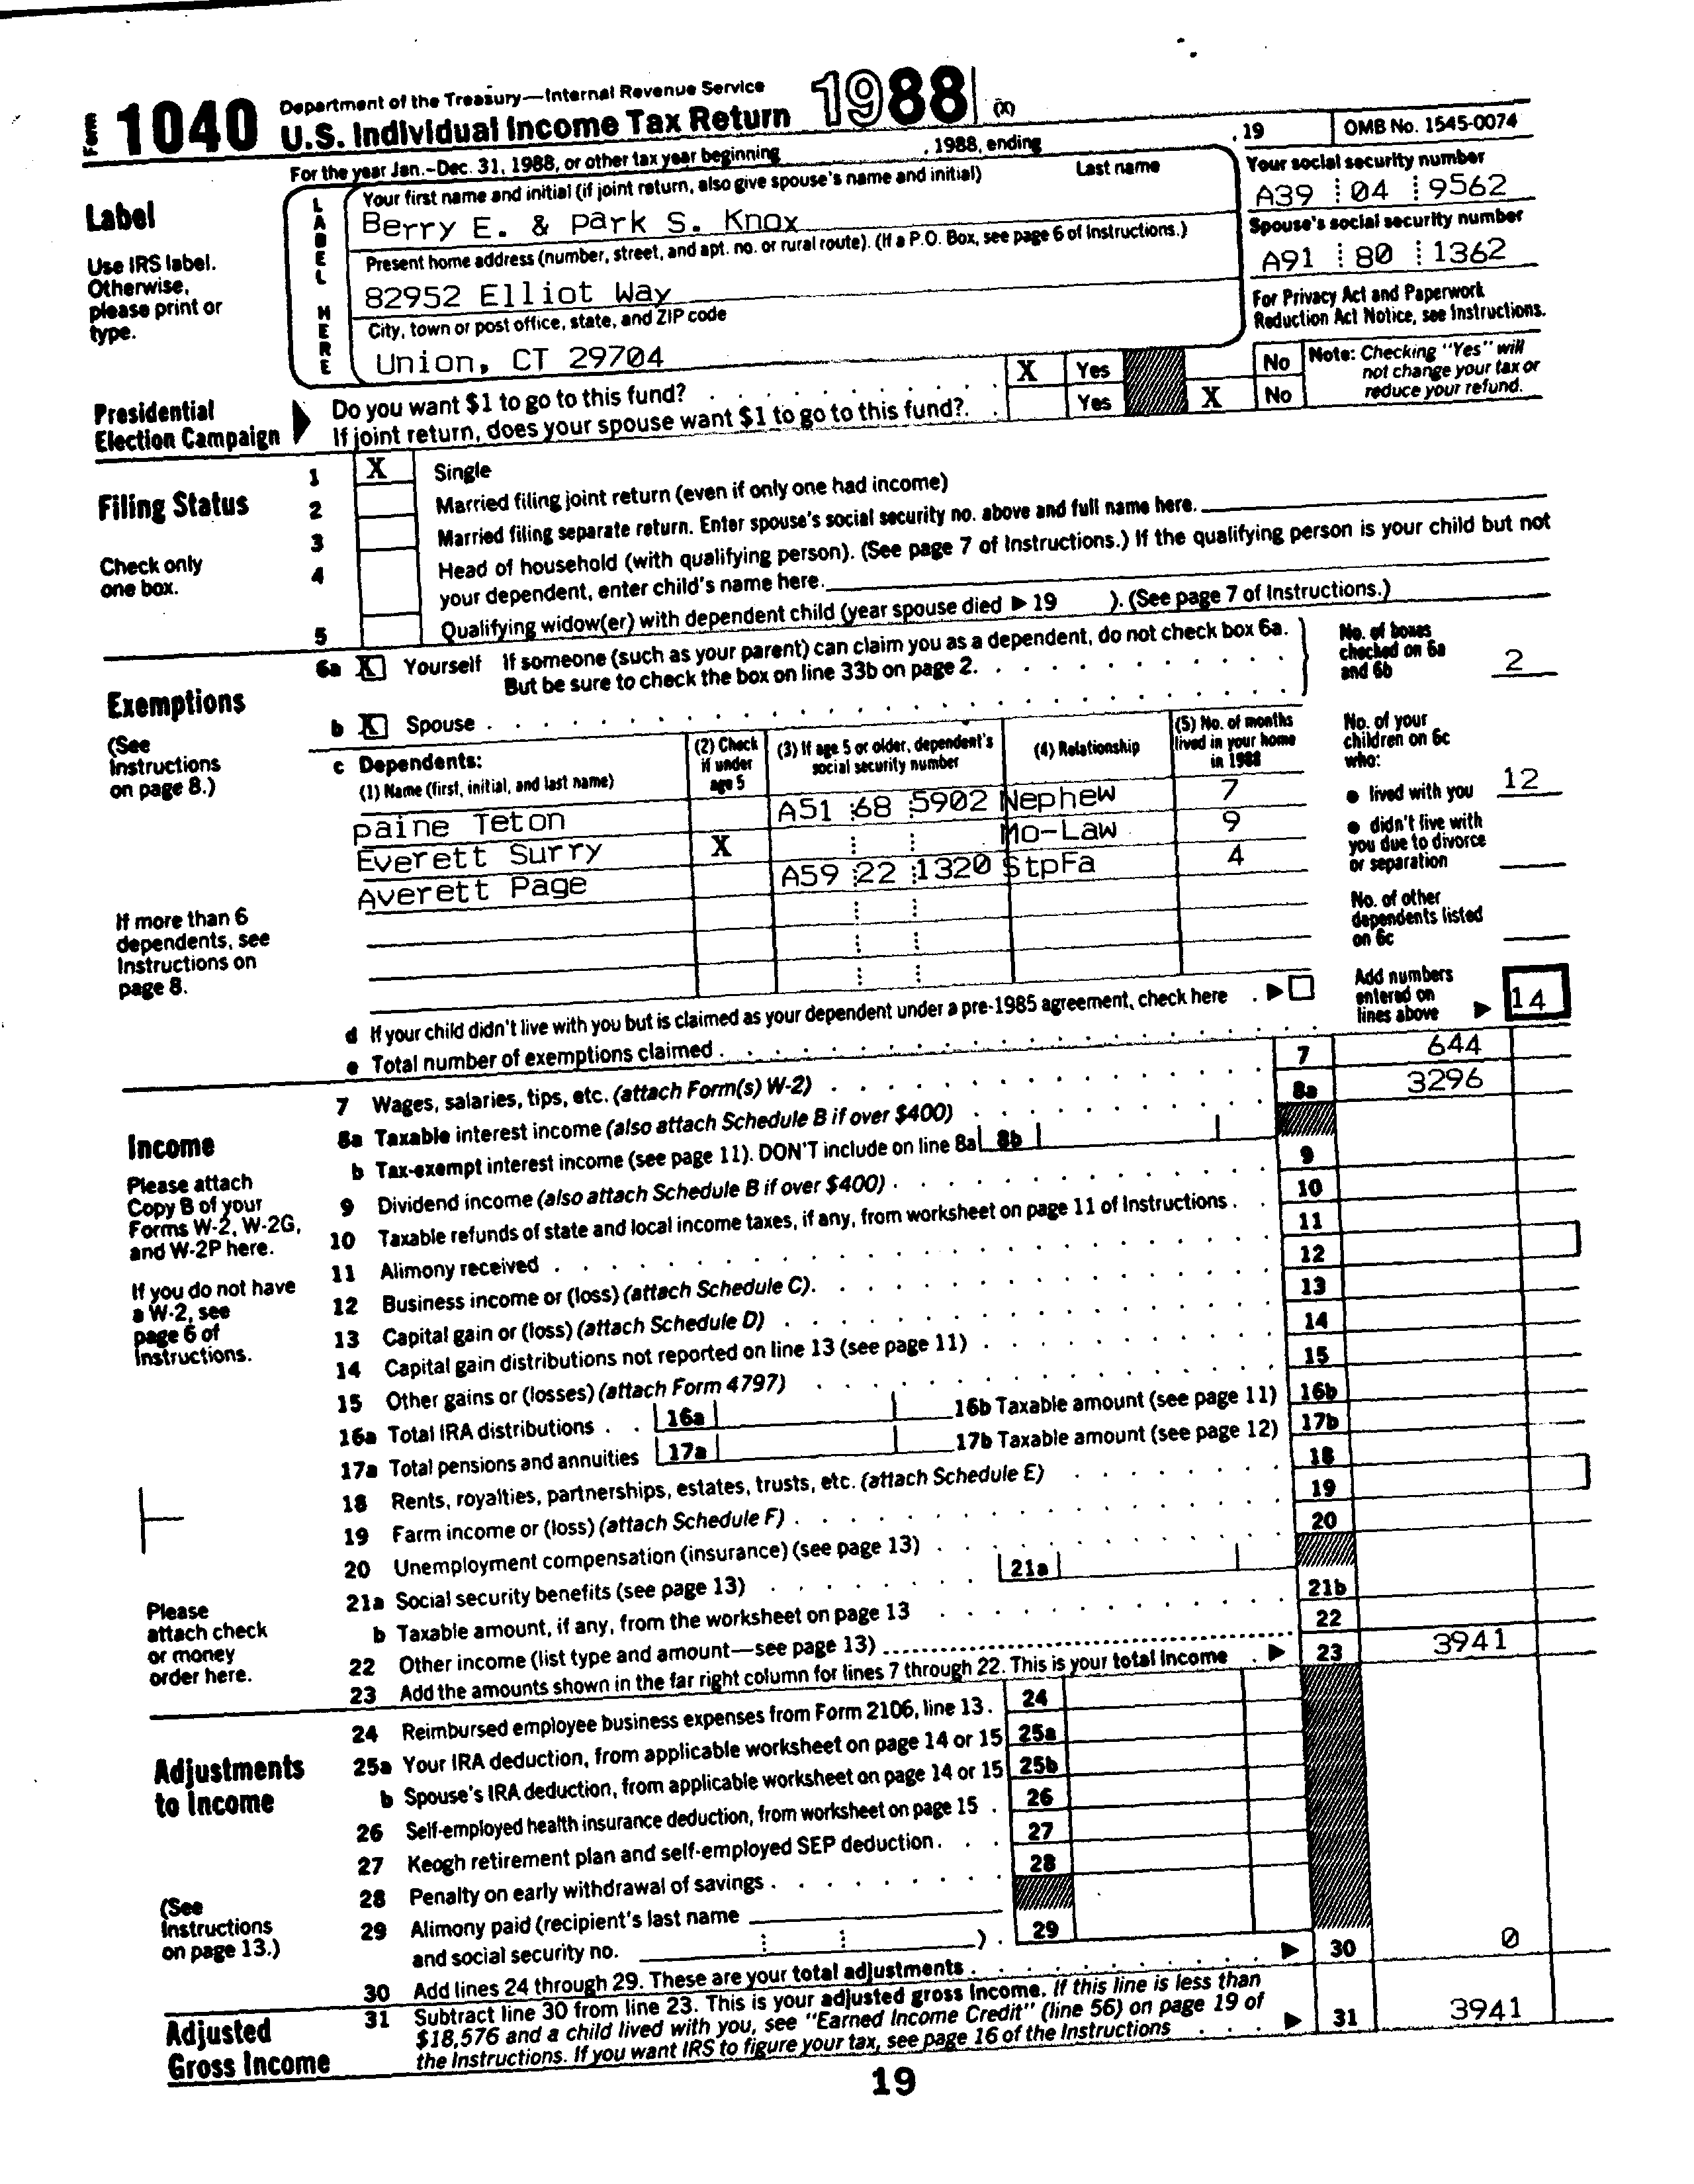 Form 1040 Department of the Treasury—Internal Revenue Service
U.S. Individual Income Tax Return 1988 (X)
For the year Jan.-Dec. 31, 1988, or other tax year beginning , 1988, ending , 19 OMB No. 1545-0074
Label
Use IRS label.
Otherwise,
please print or
type.
LABEL HERE
Your first name and initial (if joint return, also give spouse's name and initial) Last name
Berry E. & Park S. Knox
Present home address (number, street, and apt. no. or rural route). (If a P.O. Box, see page 6 of Instructions.)
82952 Elliot Way
City, town or post office, state, and ZIP code
Union, CT 29704
Your social security number
A39 04 9562
Spouse's social security number
A91 80 1362
For Privacy Act and Paperwork
Reduction Act Notice, see Instructions.
Presidential
Election Campaign
Do you want $1 to go to this fund? X Yes No
If joint return, does your spouse want $1 to go to this fund?. Yes X No
Note: Checking "Yes" will
not change your tax or
reduce your refund.
Filing Status
Check only
one box.
1 X Single
2 Married filing joint return (even if only one had income)
3 Married filing separate return. Enter spouse's social security no. above and full name here.
4 Head of household (with qualifying person). (See page 7 of Instructions.) If the qualifying person is your child but not
your dependent, enter child's name here.
5 Qualifying widow(er) with dependent child (year spouse died ▶ 19 ). (See page 7 of Instructions.)
Exemptions
(See
Instructions
on page 8.)
6a X Yourself If someone (such as your parent) can claim you as a dependent, do not check box 6a.
But be sure to check the box on line 33b on page 2.
b X Spouse
No. of boxes
checked on 6a
and 6b 2
c Dependents:
(1) Name (first, initial, and last name)
(2) Check
if under
age 5
(3) If age 5 or older, dependent's
social security number
(4) Relationship
(5) No. of months
lived in your home
in 1988
Paine Teton A51 68 5902 Nephew 7
Everett Surry X Mo-Law 9
Averett Page A59 22 1320 StpFa 4
If more than 6
dependents, see
Instructions on
page 8.
No. of your
children on 6c
who:
● lived with you 12
● didn't live with
you due to divorce
or separation
No. of other
dependents listed
on 6c
d If your child didn't live with you but is claimed as your dependent under a pre-1985 agreement, check here . ▶
e Total number of exemptions claimed
Add numbers
entered on
lines above ▶ 14
Income
Please attach
Copy B of your
Forms W-2, W-2G,
and W-2P here.
If you do not have
a W-2, see
page 6 of
Instructions.
7 Wages, salaries, tips, etc. (attach Form(s) W-2) 7 644
8a Taxable interest income (also attach Schedule B if over $400) 8a 3296
b Tax-exempt interest income (see page 11). DON'T include on line 8a 8b
9 Dividend income (also attach Schedule B if over $400) 9
10 Taxable refunds of state and local income taxes, if any, from worksheet on page 11 of Instructions 10
11 Alimony received 11
12 Business income or (loss) (attach Schedule C) 12
13 Capital gain or (loss) (attach Schedule D) 13
14 Capital gain distributions not reported on line 13 (see page 11) 14
15 Other gains or (losses) (attach Form 4797) 15
16a Total IRA distributions 16a 16b Taxable amount (see page 11) 16b
17a Total pensions and annuities 17a 17b Taxable amount (see page 12) 17b
18 Rents, royalties, partnerships, estates, trusts, etc. (attach Schedule E) 18
19 Farm income or (loss) (attach Schedule F) 19
20 Unemployment compensation (insurance) (see page 13) 20
21a Social security benefits (see page 13) 21a
b Taxable amount, if any, from the worksheet on page 13 21b
22 Other income (list type and amount—see page 13) 22
23 Add the amounts shown in the far right column for lines 7 through 22. This is your total income . ▶ 23 3941
Please
attach check
or money
order here.
Adjustments
to Income
(See
Instructions
on page 13.)
24 Reimbursed employee business expenses from Form 2106, line 13 . 24
25a Your IRA deduction, from applicable worksheet on page 14 or 15 25a
b Spouse's IRA deduction, from applicable worksheet on page 14 or 15 25b
26 Self-employed health insurance deduction, from worksheet on page 15 . 26
27 Keogh retirement plan and self-employed SEP deduction 27
28 Penalty on early withdrawal of savings 28
29 Alimony paid (recipient's last name
and social security no. ) . 29
30 Add lines 24 through 29. These are your total adjustments ▶ 30 0
Adjusted
Gross Income
31 Subtract line 30 from line 23. This is your adjusted gross income. If this line is less than
$18,576 and a child lived with you, see "Earned Income Credit" (line 56) on page 19 of
the Instructions. If you want IRS to figure your tax, see page 16 of the Instructions ▶ 31 3941
19